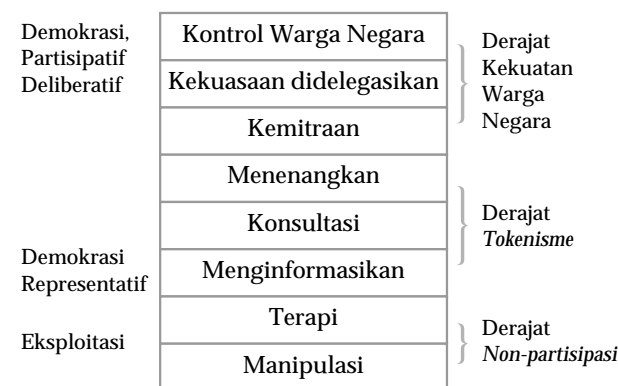 Demokrasi,
Partisipatif
Deliberatif
Demokrasi
Representatif
Eksploitasi
Kontrol Warga Negara
Kekuasaan didelegasikan
Kemitraan
Menenangkan
Konsultasi
Menginformasikan
Terapi
Manipulasi
Derajat
Kekuatan
Warga
Negara
Derajat
Tokenisme
Derajat
Non-partisipasi